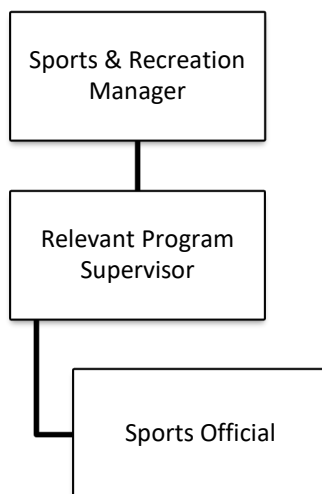 Sports & Recreation
Manager
Relevant Program
Supervisor
Sports Official